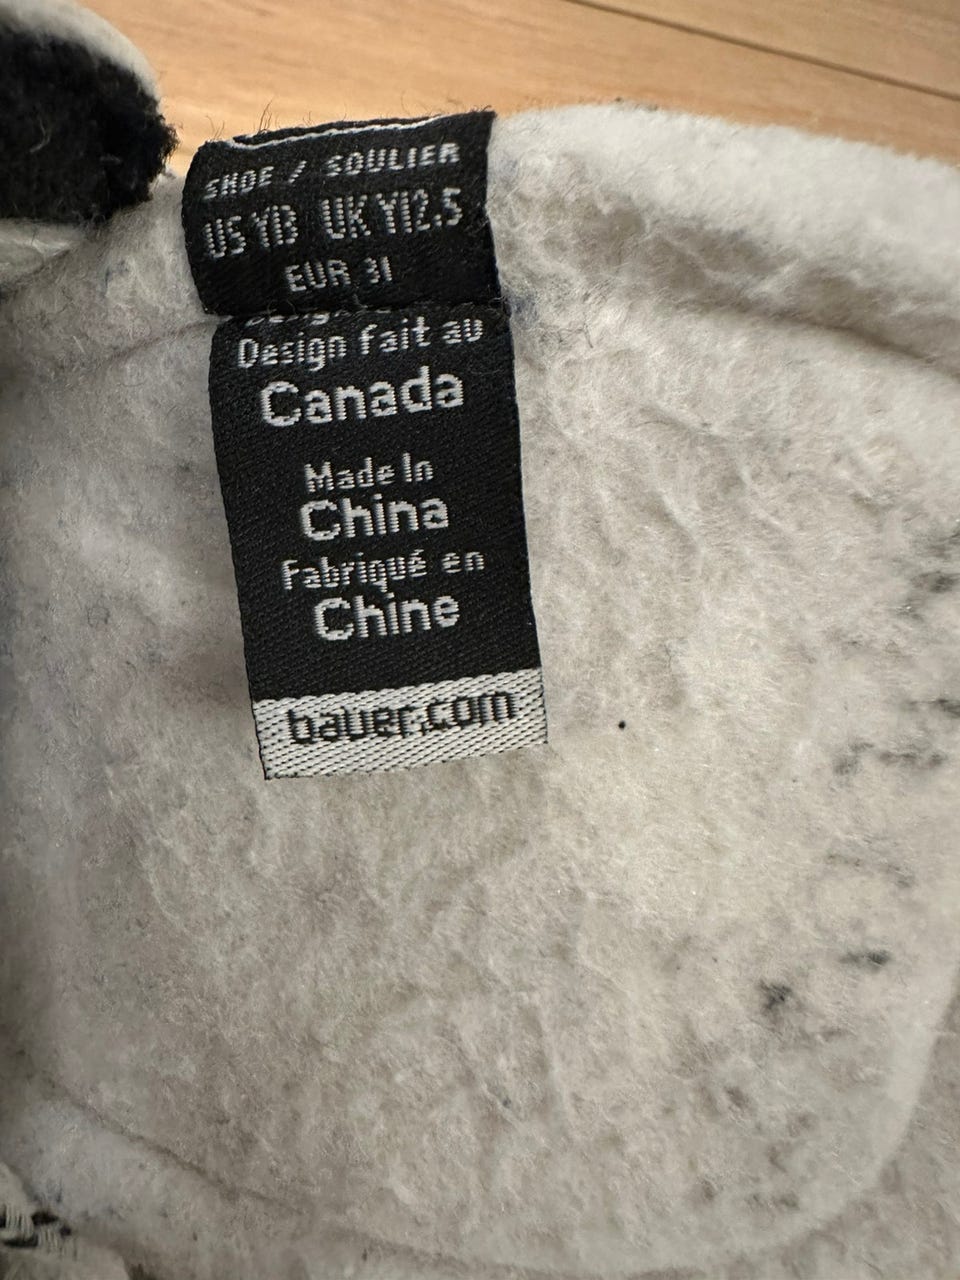 SHOE / SOULIER
US Y13 UK Y12.5
EUR 31
Design fait au
Canada
Made In
China
Fabriqué en
Chine
bauer.com